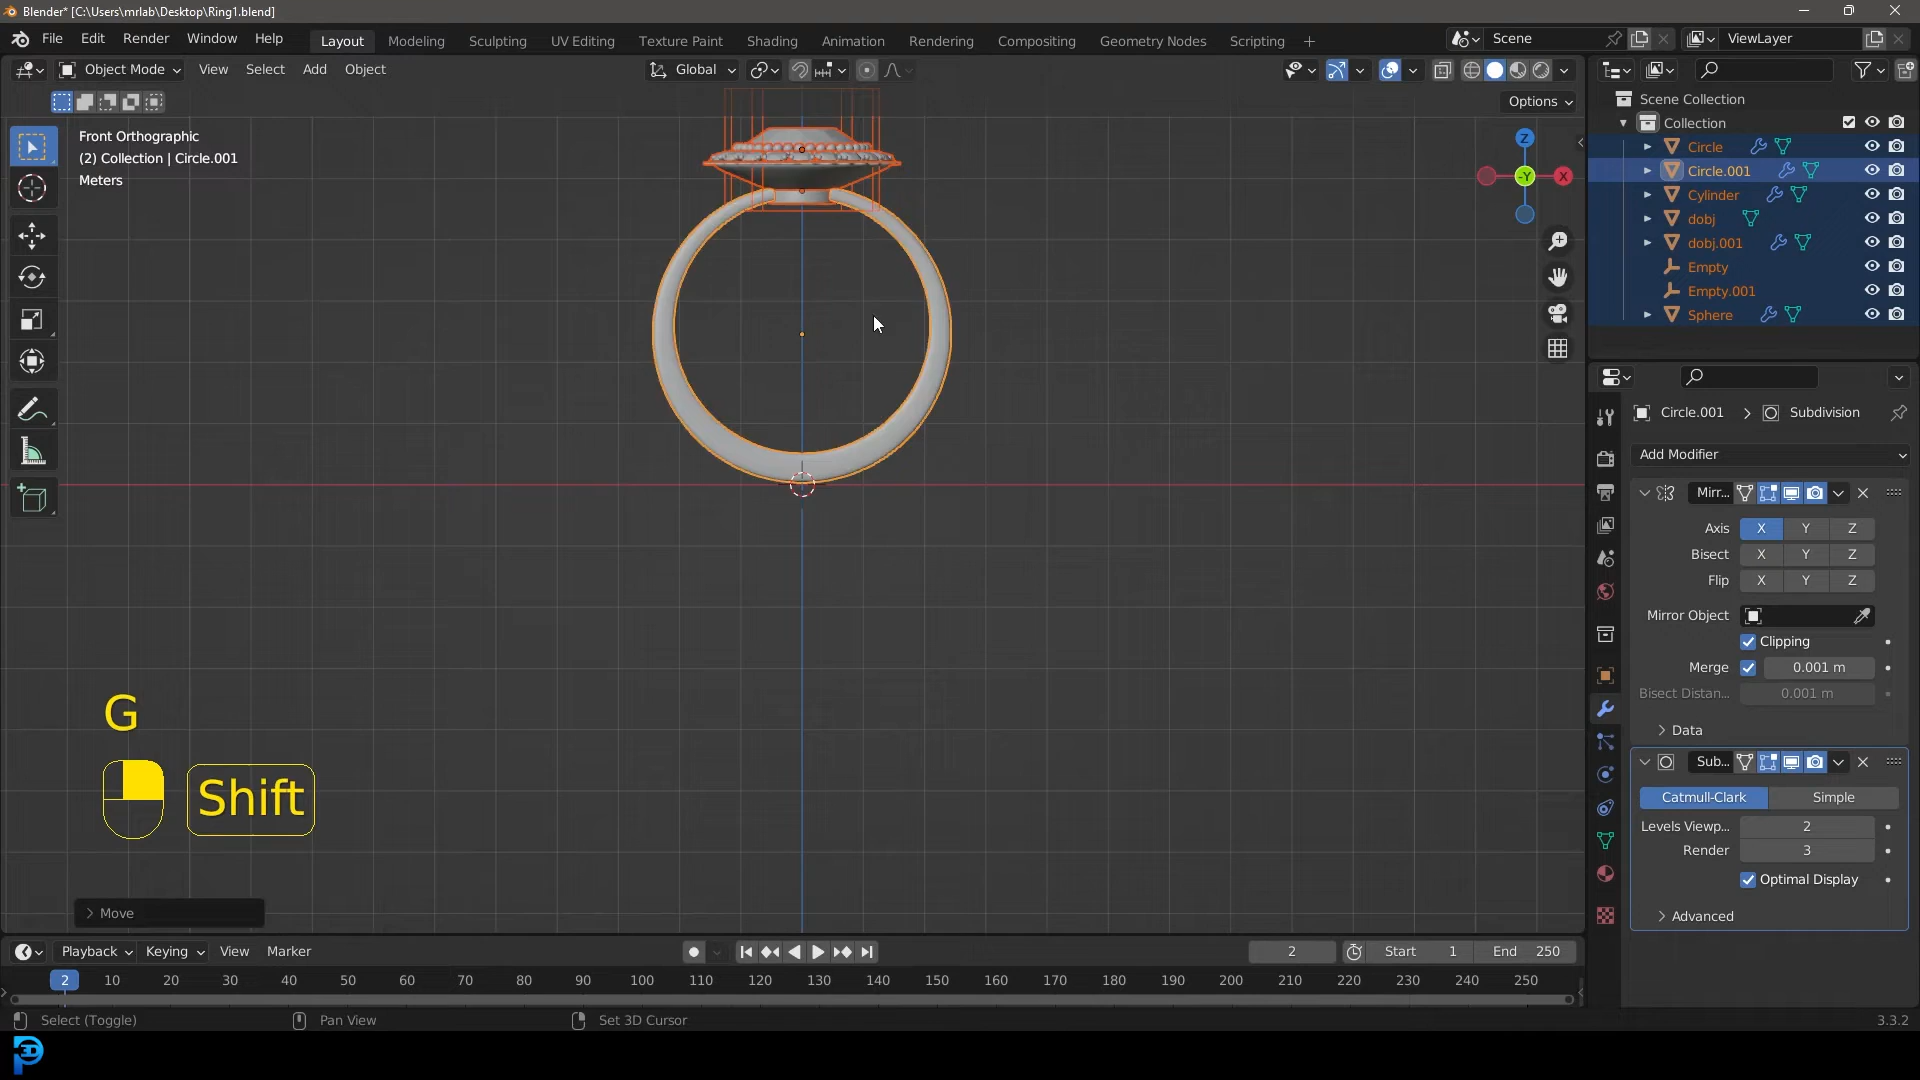 Blender* [C:\Users\mrlab\Desktop\Ring1.blend]
File Edit Render Window Help
Layout Modeling Sculpting UV Editing Texture Paint Shading Animation Rendering Compositing Geometry Nodes Scripting +
Scene
ViewLayer
Object Mode View Select Add Object
Global
Options
Front Orthographic
(2) Collection | Circle.001
Meters
Z
X
-Y
Scene Collection
Collection
Circle
Circle.001
Cylinder
dobj
dobj.001
Empty
Empty.001
Sphere
Circle.001 > Subdivision
Add Modifier
Mirr...
Axis X Y Z
Bisect X Y Z
Flip X Y Z
Mirror Object
Clipping
Merge 0.001 m
Bisect Distan... 0.001 m
Data
Sub...
Catmull-Clark Simple
Levels Viewp... 2
Render 3
Optimal Display
Advanced
G
Shift
Move
Playback Keying View Marker
2 Start 1 End 250
2 10 20 30 40 50 60 70 80 90 100 110 120 130 140 150 160 170 180 190 200 210 220 230 240 250
Select (Toggle) Pan View Set 3D Cursor
3.3.2